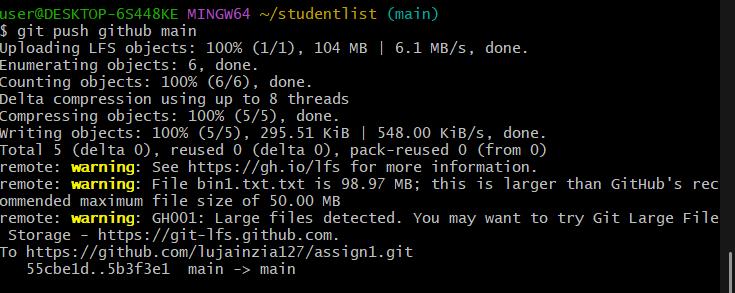 user@DESKTOP-6S448KE MINGW64 ~/studentlist (main)
$ git push github main
Uploading LFS objects: 100% (1/1), 104 MB | 6.1 MB/s, done.
Enumerating objects: 6, done.
Counting objects: 100% (6/6), done.
Delta compression using up to 8 threads
Compressing objects: 100% (5/5), done.
Writing objects: 100% (5/5), 295.51 KiB | 548.00 KiB/s, done.
Total 5 (delta 0), reused 0 (delta 0), pack-reused 0 (from 0)
remote: warning: See https://gh.io/lfs for more information.
remote: warning: File bin1.txt.txt is 98.97 MB; this is larger than GitHub's rec
ommended maximum file size of 50.00 MB
remote: warning: GH001: Large files detected. You may want to try Git Large File
 Storage - https://git-lfs.github.com.
To https://github.com/lujainzia127/assign1.git
   55cbe1d..5b3f3e1  main -> main